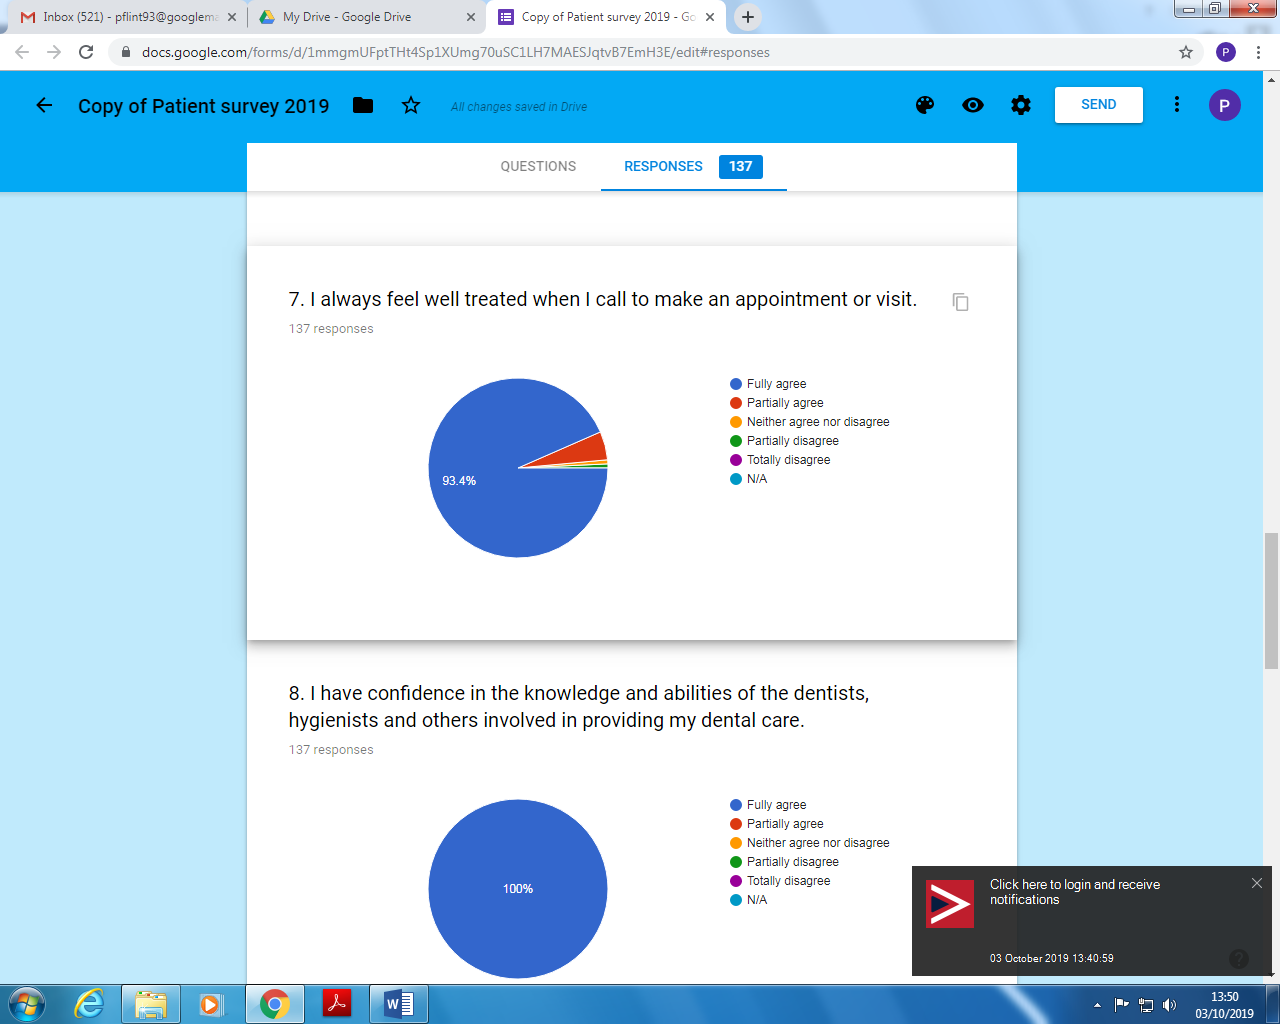 Inbox (521) - pflint93@googlema
My Drive - Google Drive
Copy of Patient survey 2019 - Go
docs.google.com/forms/d/1mmgmUFptTHt4Sp1XUmg70uSC1LH7MAESJqtvB7EmH3E/edit#responses
P
Copy of Patient survey 2019
All changes saved in Drive
SEND
P
QUESTIONS
RESPONSES 137
7. I always feel well treated when I call to make an appointment or visit.
137 responses
93.4%
Fully agree
Partially agree
Neither agree nor disagree
Partially disagree
Totally disagree
N/A
8. I have confidence in the knowledge and abilities of the dentists,
hygienists and others involved in providing my dental care.
137 responses
100%
Fully agree
Partially agree
Neither agree nor disagree
Partially disagree
Totally disagree
N/A
Click here to login and receive
notifications
03 October 2019 13:40:59
13:50
03/10/2019